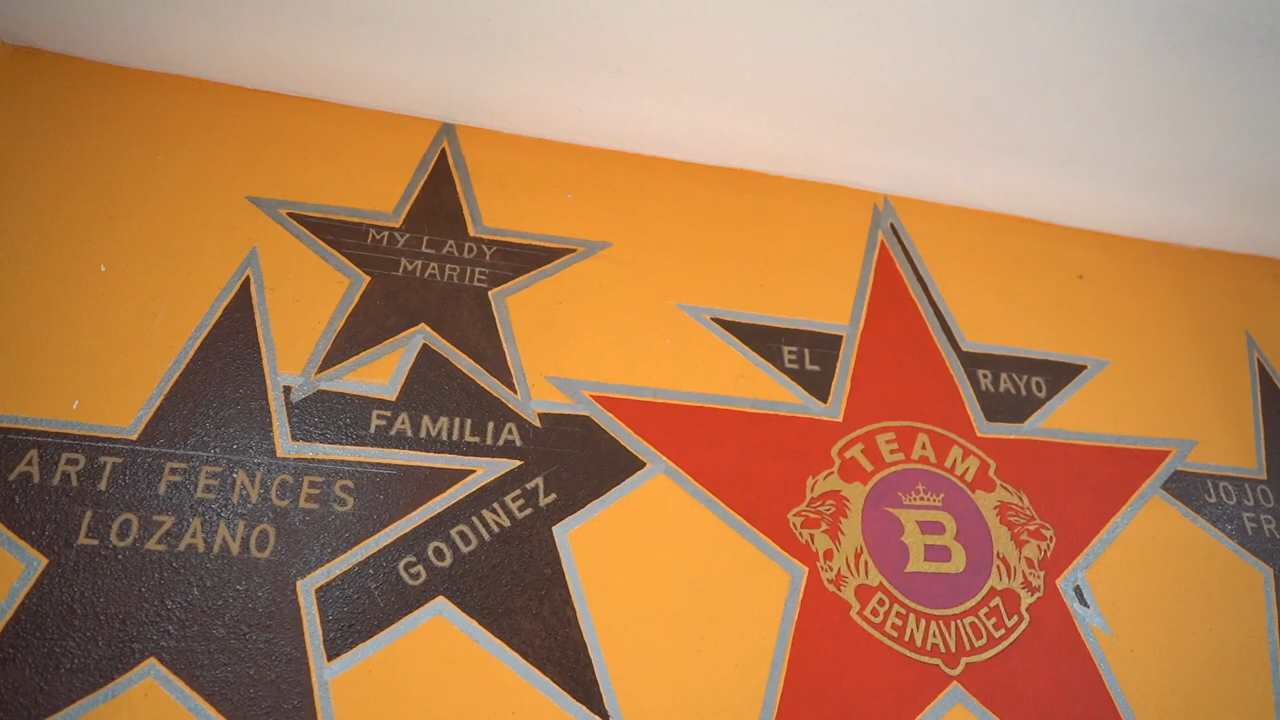 MY LADY
MARIE
ART FENCES
LOZANO
FAMILIA
GODINEZ
EL RAYO
TEAM
B
BENAVIDEZ
JOJO